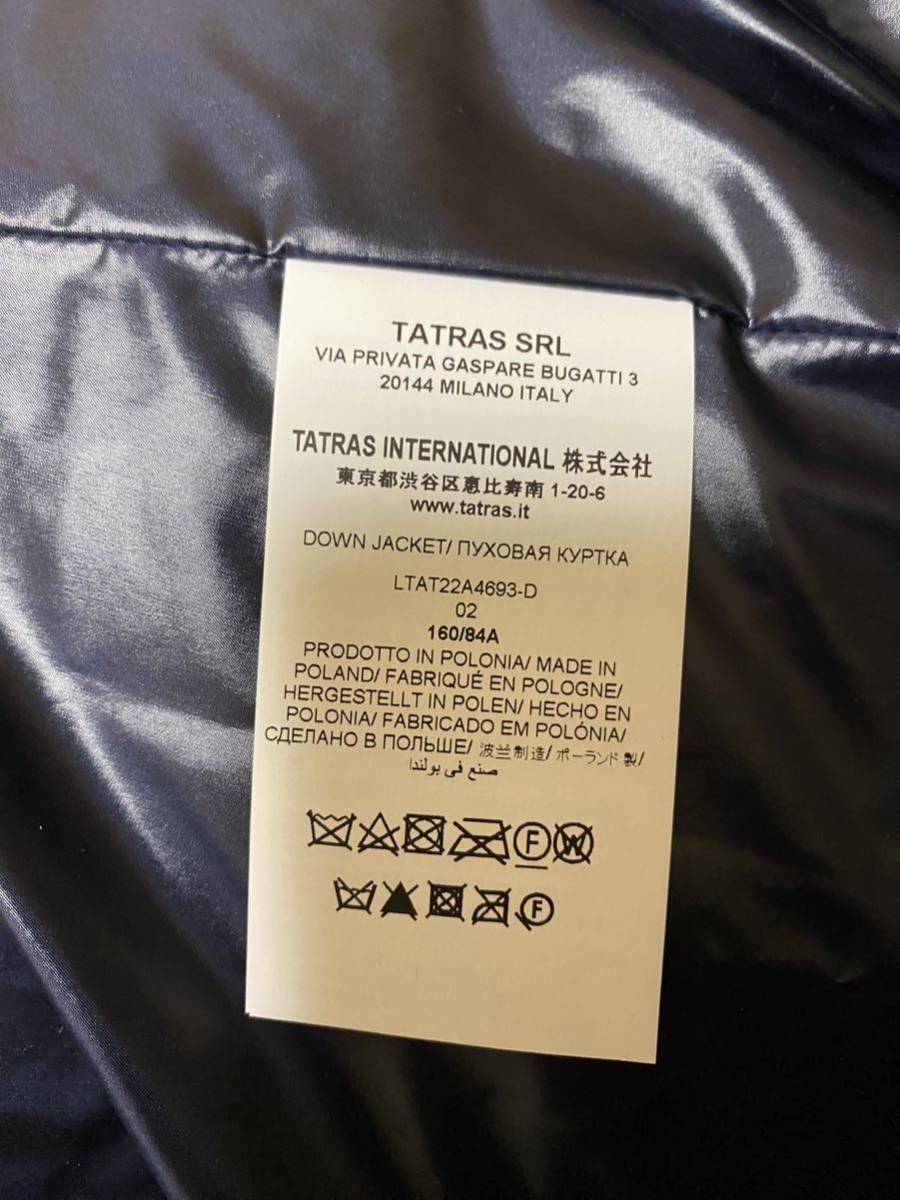 TATRAS SRL
VIA PRIVATA GASPARE BUGATTI 3
20144 MILANO ITALY
TATRAS INTERNATIONAL 株式会社
東京都渋谷区恵比寿南 1-20-6
www.tatras.it
DOWN JACKET/ ПУХОВАЯ КУРТКА
LTAT22A4693-D
02
160/84A
PRODOTTO IN POLONIA/ MADE IN
POLAND/ FABRIQUÉ EN POLOGNE/
HERGESTELLT IN POLEN/ HECHO EN
POLONIA/ FABRICADO EM POLÓNIA/
СДЕЛАНО В ПОЛЬШЕ/ 波兰制造/ ポーランド 製/
صنع في بولندا
F W
F